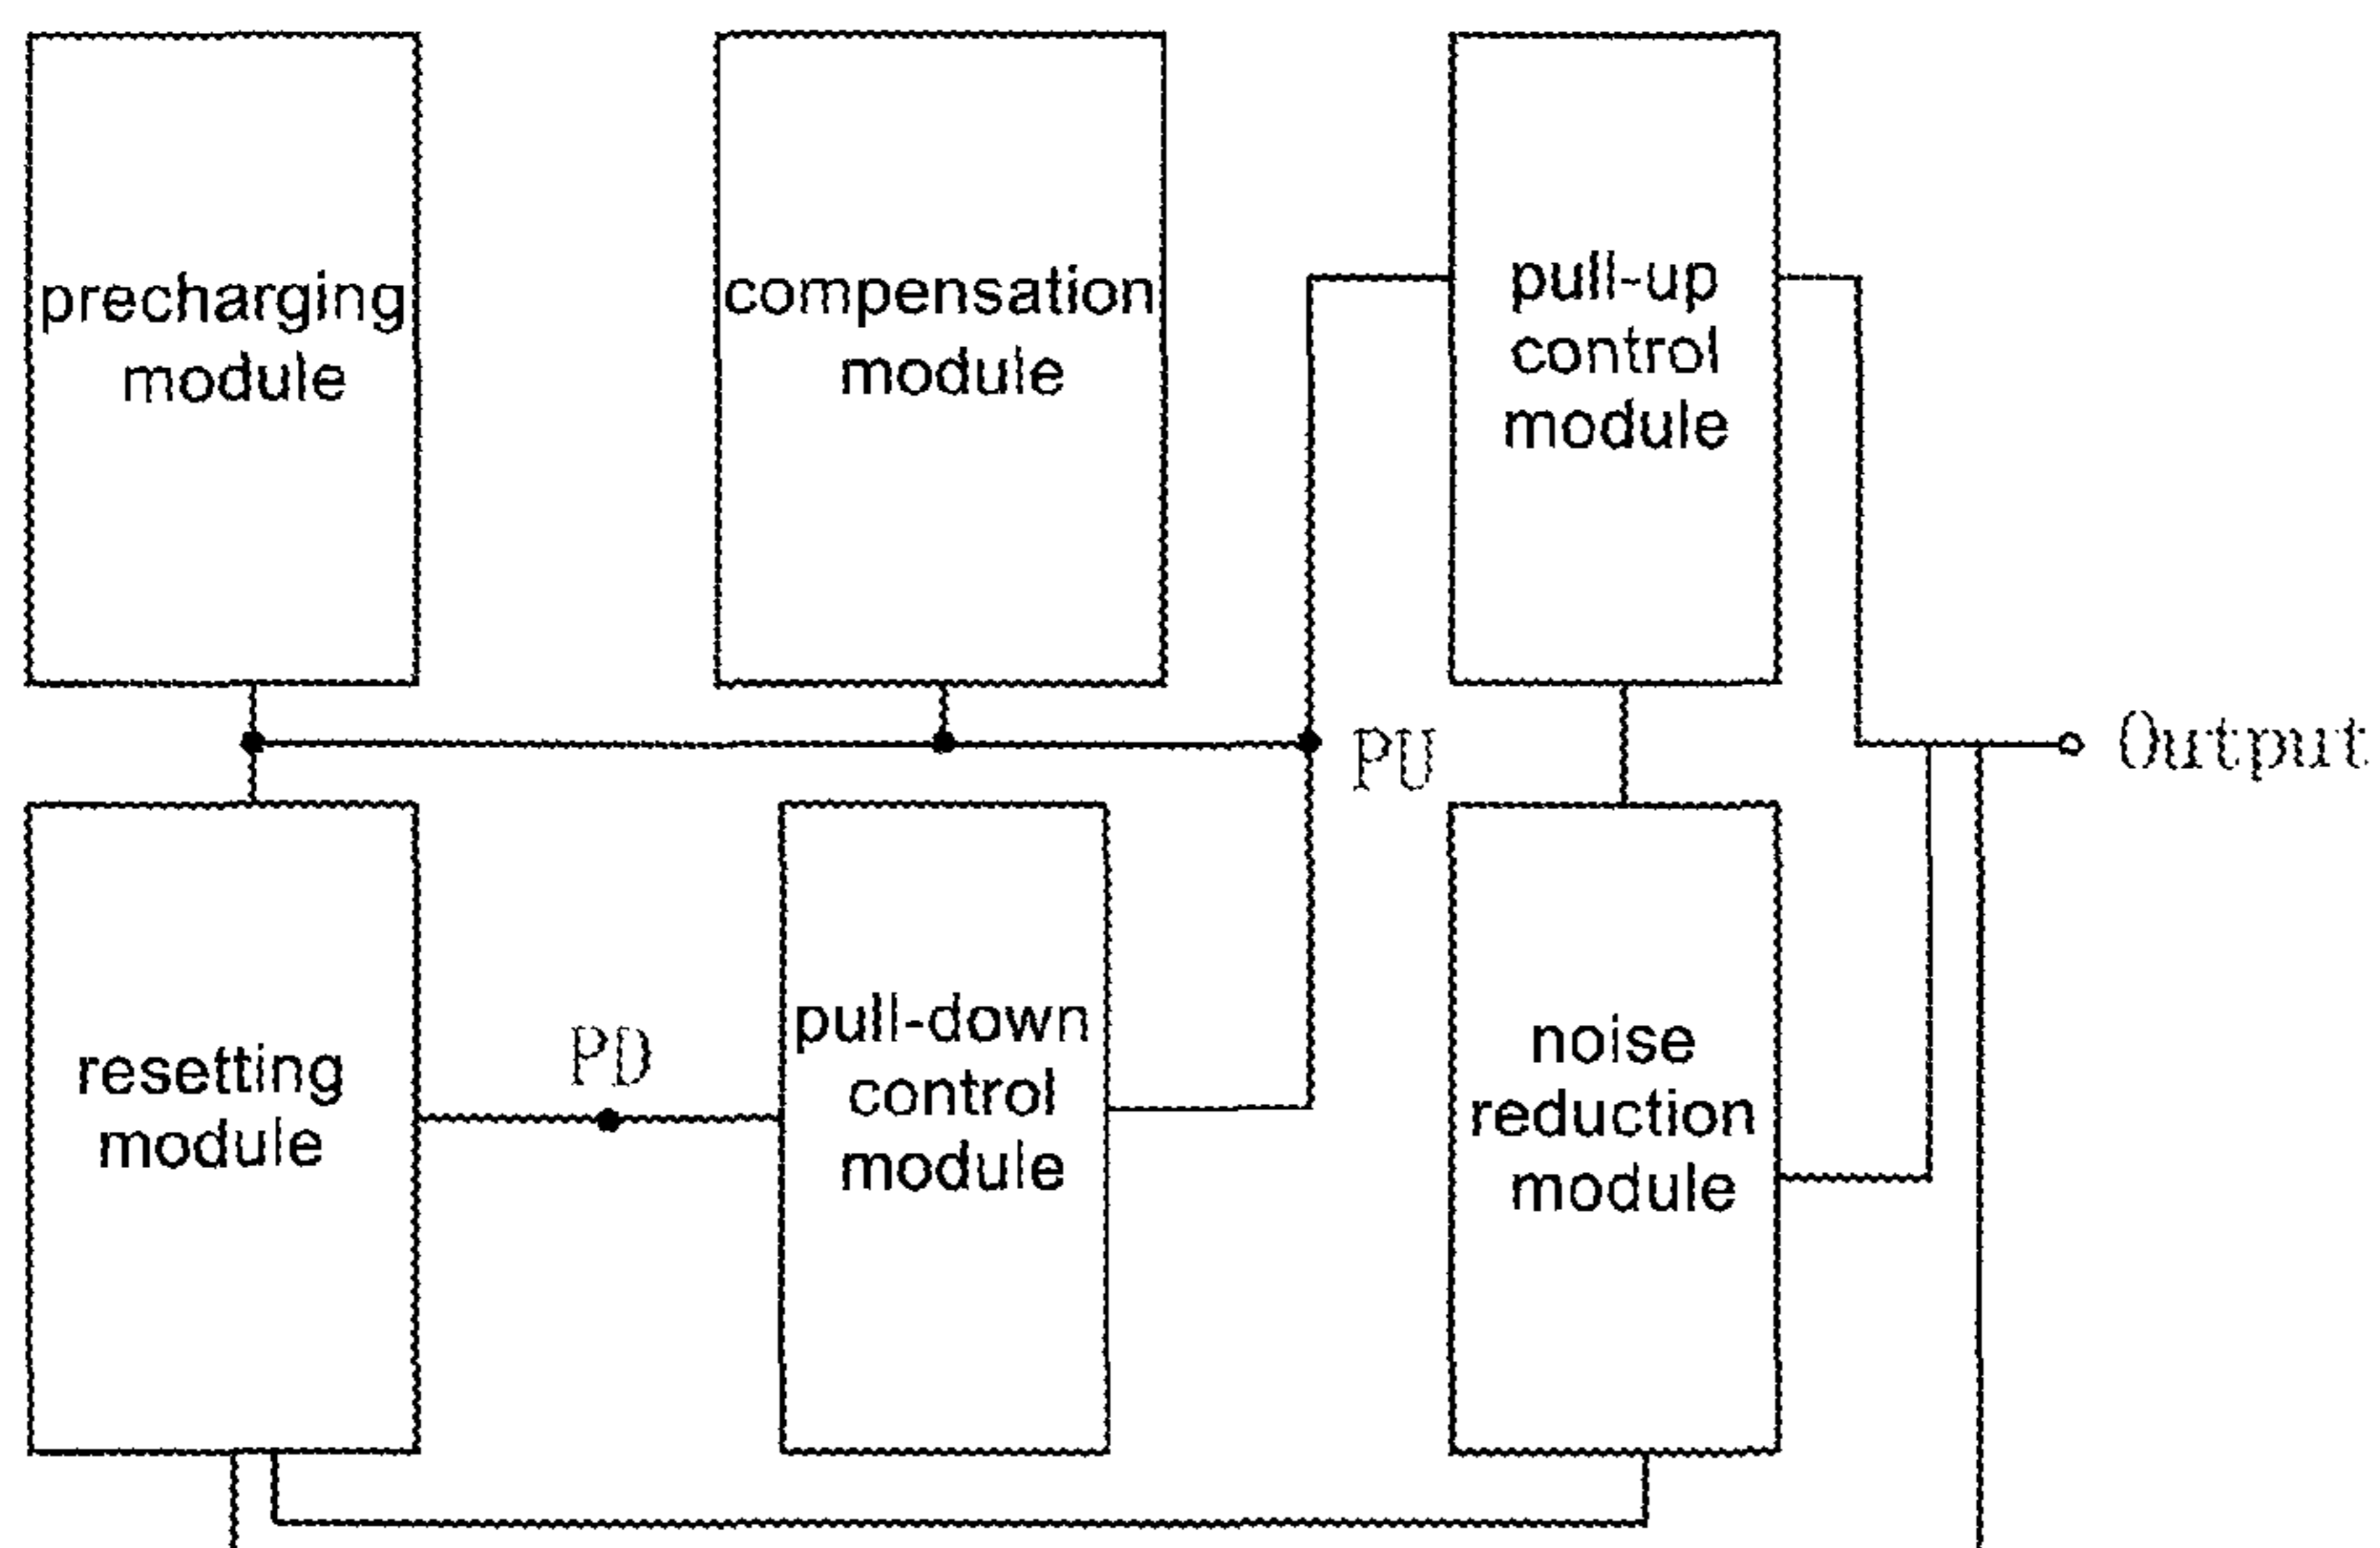 precharging
module
compensation
module
pull-up
control
module
PU
Output
resetting
module
PD
pull-down
control
module
noise
reduction
module